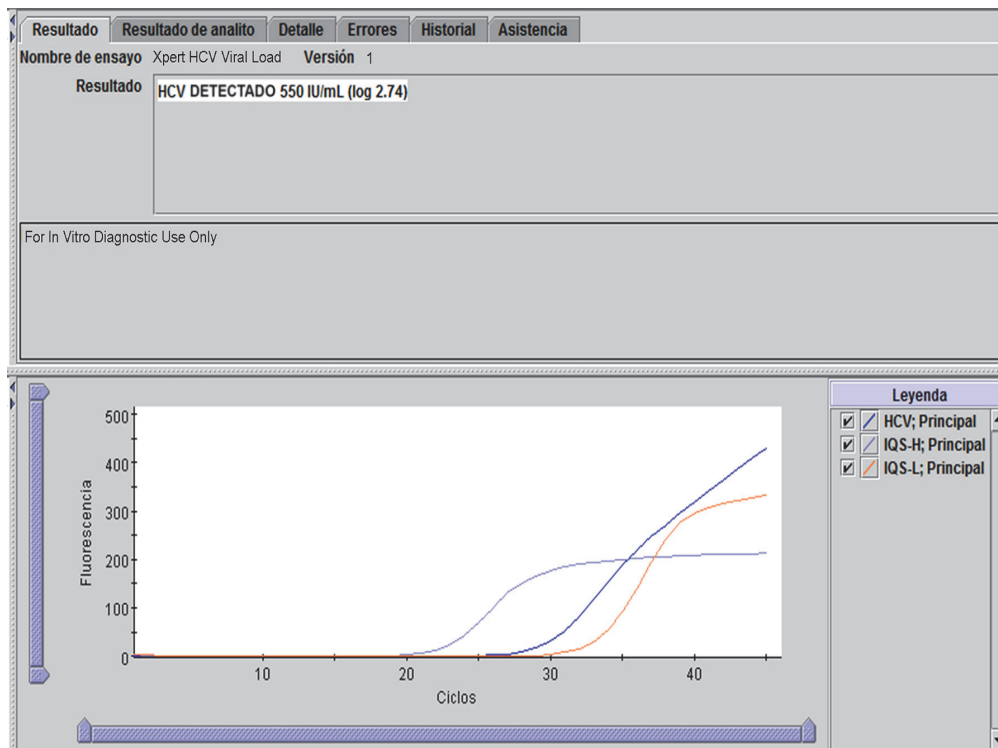 Resultado Resultado de analito Detalle Errores Historial Asistencia
Nombre de ensayo Xpert HCV Viral Load Versión 1
Resultado HCV DETECTADO 550 IU/mL (log 2.74)
For In Vitro Diagnostic Use Only
500
400
300
200
100
0
Fluorescencia
10 20 30 40
Ciclos
Leyenda
HCV; Principal
IQS-H; Principal
IQS-L; Principal